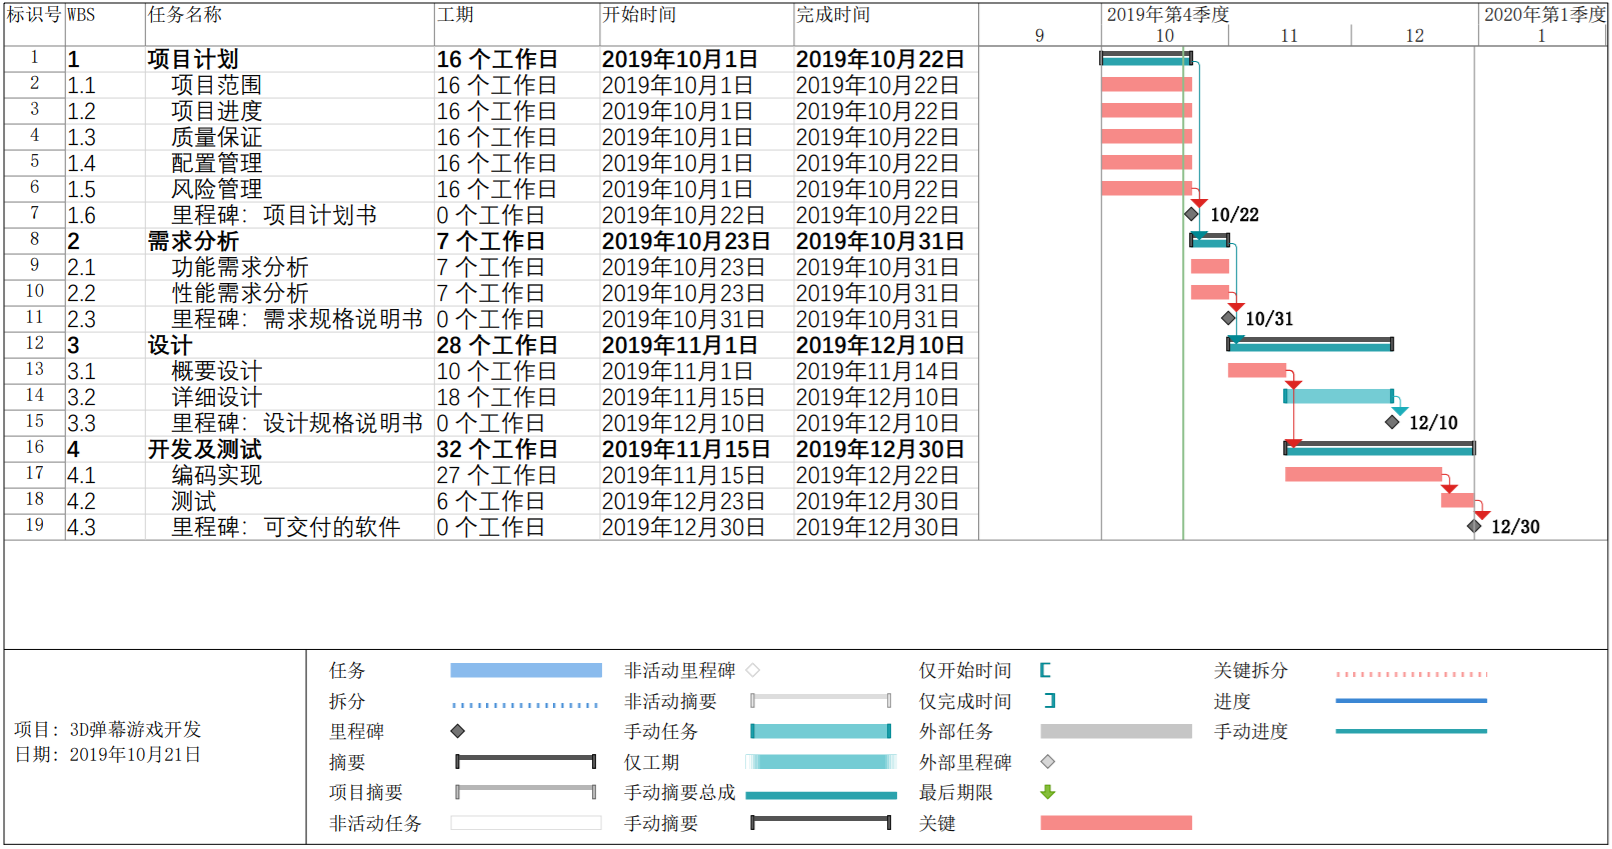 标识号 WBS 任务名称 工期 开始时间 完成时间 2019年第4季度 2020年第1季度
9 10 11 12 1
1 1 项目计划 16 个工作日 2019年10月1日 2019年10月22日
2 1.1 项目范围 16 个工作日 2019年10月1日 2019年10月22日
3 1.2 项目进度 16 个工作日 2019年10月1日 2019年10月22日
4 1.3 质量保证 16 个工作日 2019年10月1日 2019年10月22日
5 1.4 配置管理 16 个工作日 2019年10月1日 2019年10月22日
6 1.5 风险管理 16 个工作日 2019年10月1日 2019年10月22日
7 1.6 里程碑：项目计划书 0 个工作日 2019年10月22日 2019年10月22日 10/22
8 2 需求分析 7 个工作日 2019年10月23日 2019年10月31日
9 2.1 功能需求分析 7 个工作日 2019年10月23日 2019年10月31日
10 2.2 性能需求分析 7 个工作日 2019年10月23日 2019年10月31日
11 2.3 里程碑：需求规格说明书 0 个工作日 2019年10月31日 2019年10月31日 10/31
12 3 设计 28 个工作日 2019年11月1日 2019年12月10日
13 3.1 概要设计 10 个工作日 2019年11月1日 2019年11月14日
14 3.2 详细设计 18 个工作日 2019年11月15日 2019年12月10日
15 3.3 里程碑：设计规格说明书 0 个工作日 2019年12月10日 2019年12月10日 12/10
16 4 开发及测试 32 个工作日 2019年11月15日 2019年12月30日
17 4.1 编码实现 27 个工作日 2019年11月15日 2019年12月22日
18 4.2 测试 6 个工作日 2019年12月23日 2019年12月30日
19 4.3 里程碑：可交付的软件 0 个工作日 2019年12月30日 2019年12月30日 12/30
项目：3D弹幕游戏开发
日期：2019年10月21日
任务 非活动里程碑 仅开始时间 关键拆分
拆分 非活动摘要 仅完成时间 进度
里程碑 手动任务 外部任务 手动进度
摘要 仅工期 外部里程碑
项目摘要 手动摘要总成 最后期限
非活动任务 手动摘要 关键